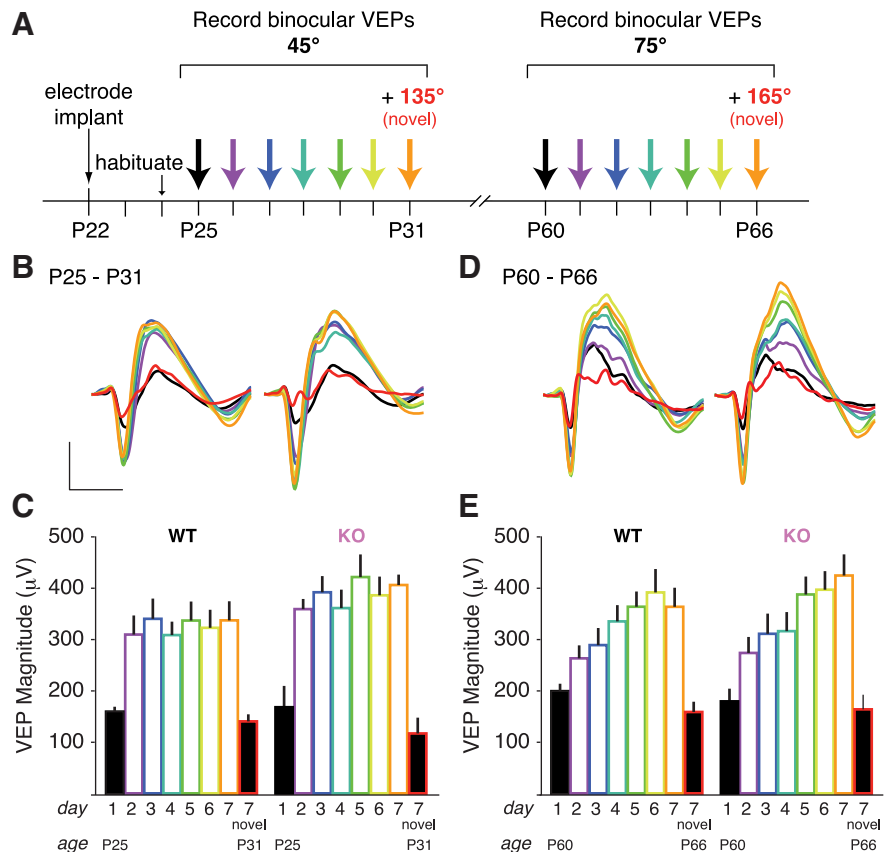 A
Record binocular VEPs
45°
Record binocular VEPs
75°
electrode
implant
habituate
+ 135°
(novel)
+ 165°
(novel)
P22
P25
P31
P60
P66
B
P25 - P31
D
P60 - P66
C
VEP Magnitude (µV)
500
400
300
200
100
WT
KO
day
1 2 3 4 5 6 7 7
novel
1 2 3 4 5 6 7 7
novel
age
P25
P31
P25
P31
E
VEP Magnitude (µV)
500
400
300
200
100
WT
KO
day
1 2 3 4 5 6 7 7
novel
1 2 3 4 5 6 7 7
novel
age
P60
P66
P60
P66